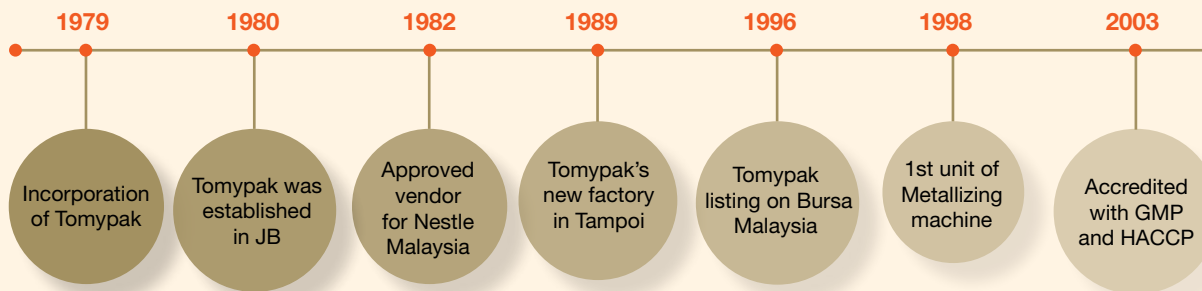 1979
1980
1982
1989
1996
1998
2003
Incorporation
of Tomypak
Tomypak was
established
in JB
Approved
vendor
for Nestle
Malaysia
Tomypak's
new factory
in Tampoi
Tomypak
listing on Bursa
Malaysia
1st unit of
Metallizing
machine
Accredited
with GMP
and HACCP